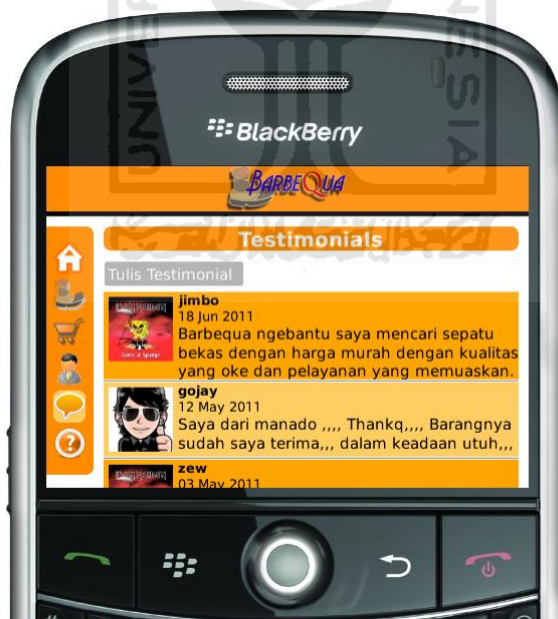 BlackBerry
BARBEQUA
Testimonials
Tulis Testimonial
jimbo
18 Jun 2011
Barbequa ngebantu saya mencari sepatu
bekas dengan harga murah dengan kualitas
yang oke dan pelayanan yang memuaskan.
gojay
12 May 2011
Saya dari manado ,,,, Thankq,,,, Barangnya
sudah saya terima,,, dalam keadaan utuh,,,
zew
03 May 2011